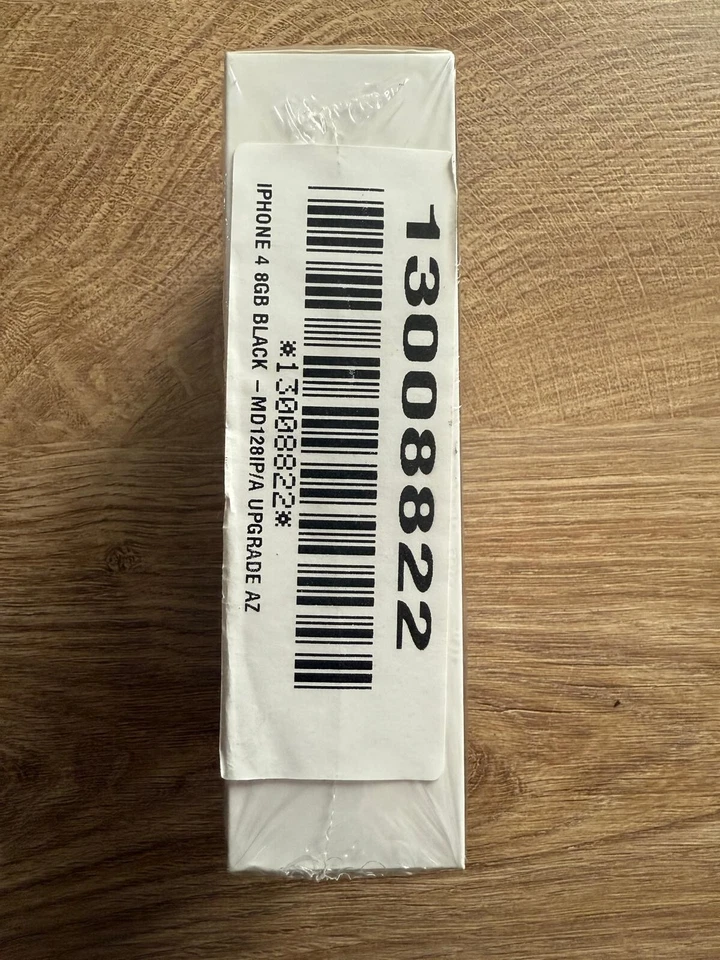 13008822
*13008822*
IPHONE 4 8GB BLACK – MD128IP/A UPGRADE AZ